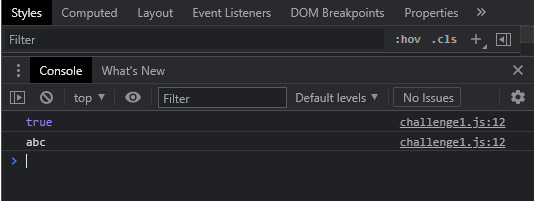 Styles Computed Layout Event Listeners DOM Breakpoints Properties »
Filter :hov .cls +
Console What's New
top Filter Default levels No Issues
true challenge1.js:12
abc challenge1.js:12
>